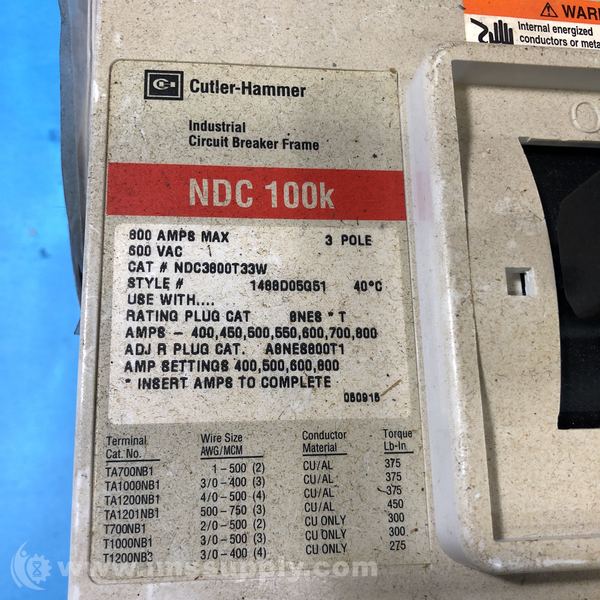 WARN
Internal energized
conductors or meta
Cutler-Hammer
Industrial
Circuit Breaker Frame
NDC 100k
800 AMPS MAX 3 POLE
600 VAC
CAT # NDC3800T33W
STYLE # 1488D05G51 40°C
USE WITH....
RATING PLUG CAT 8NES * T
AMPS - 400,450,500,550,600,700,800
ADJ R PLUG CAT. A8NES800T1
AMP SETTINGS 400,500,600,800
* INSERT AMPS TO COMPLETE
050915
Terminal Wire Size Conductor Torque
Cat. No. AWG/MCM Material Lb-In
TA700NB1 1-500 (2) CU/AL 375
TA1000NB1 3/0-400 (3) CU/AL 375
TA1200NB1 4/0-500 (4) CU/AL 375
TA1201NB1 500-750 (3) CU/AL 450
T700NB1 2/0-500 (2) CU ONLY 300
T1000NB1 3/0-500 (3) CU ONLY 300
T1200NB3 3/0-400 (4) CU ONLY 275